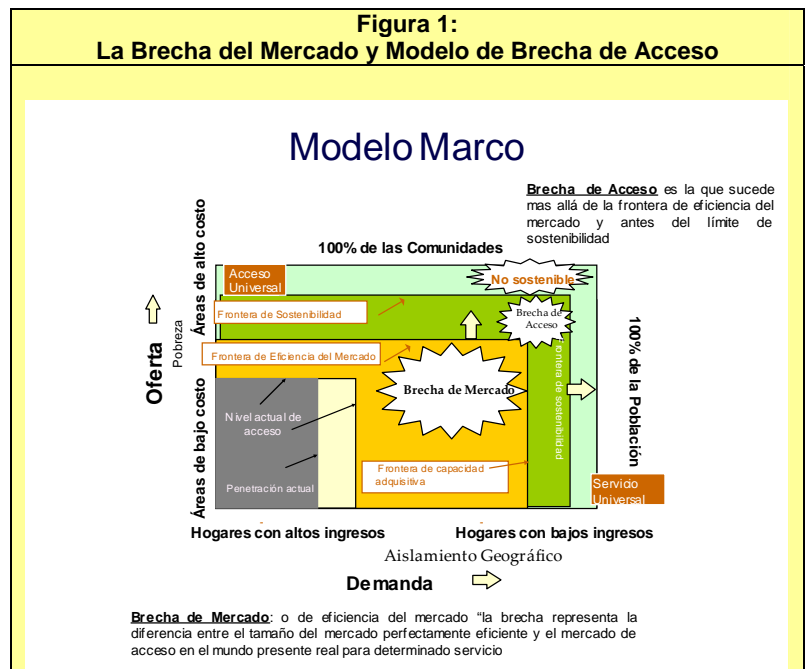 Figura 1:
La Brecha del Mercado y Modelo de Brecha de Acceso
Modelo Marco
Brecha de Acceso es la que sucede
mas allá de la frontera de eficiencia del
mercado y antes del límite de
sostenibilidad
100% de las Comunidades
Acceso
Universal
No sostenible
Frontera de Sostenibilidad
Brecha de
Acceso
Frontera de Eficiencia del Mercado
Brecha de Mercado
Frontera de sostenibilidad
Nivel actual de
acceso
Penetración actual
Frontera de capacidad
adquisitiva
Servicio
Universal
Áreas de alto costo
Áreas de bajo costo
Oferta
Pobreza
100% de la Población
Hogares con altos ingresos
Hogares con bajos ingresos
Aislamiento Geográfico
Demanda
Brecha de Mercado: o de eficiencia del mercado “la brecha representa la
diferencia entre el tamaño del mercado perfectamente eficiente y el mercado de
acceso en el mundo presente real para determinado servicio